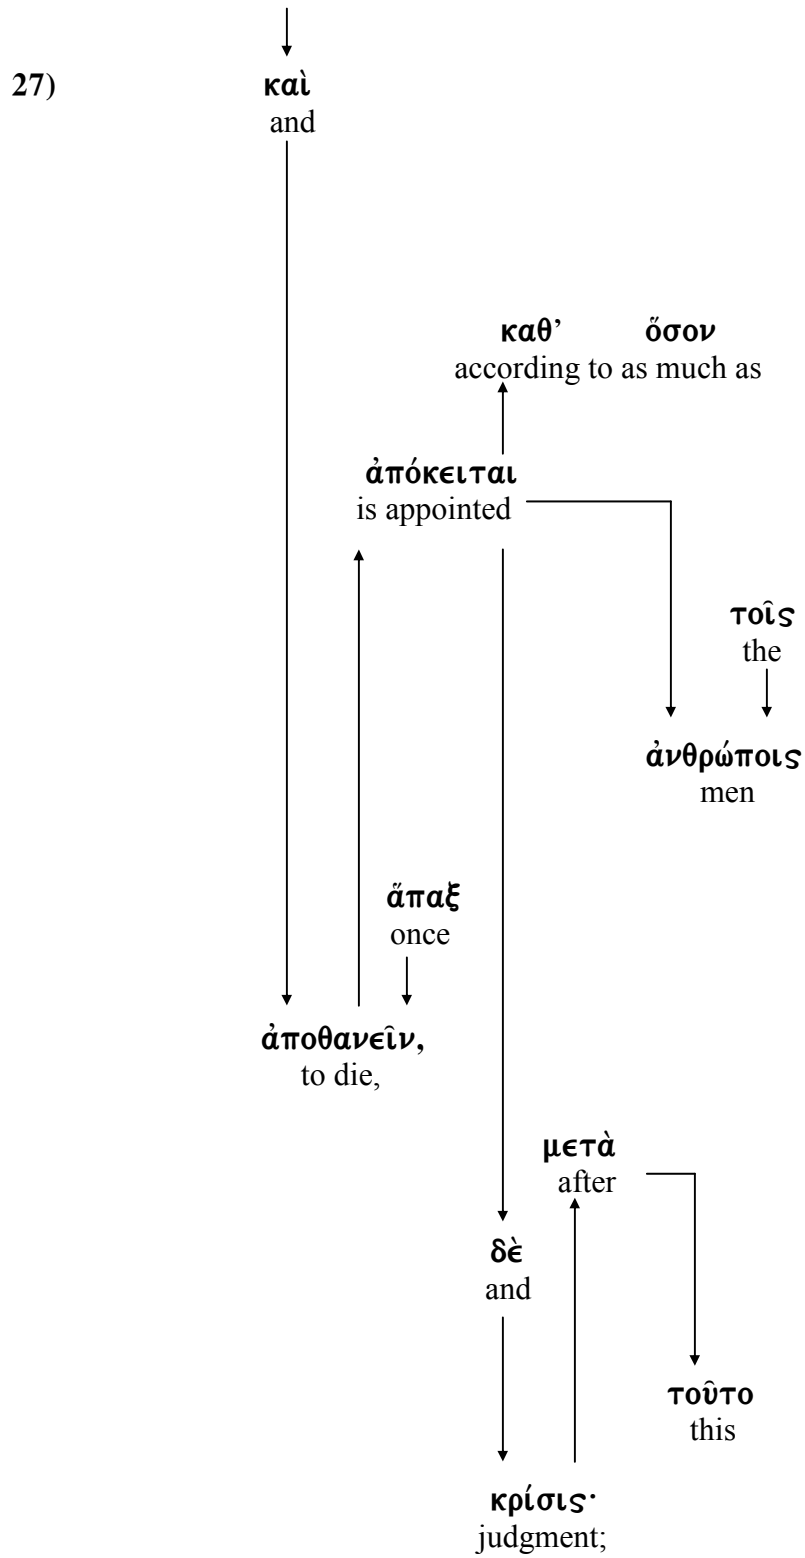 27) καὶ
and
καθ’ ὅσον
according to as much as
ἀπόκειται
is appointed
τοῖς
the
ἀνθρώποις
men
ἅπαξ
once
ἀποθανεῖν,
to die,
μετὰ
after
δὲ
and
τοῦτο
this
κρίσις·
judgment;